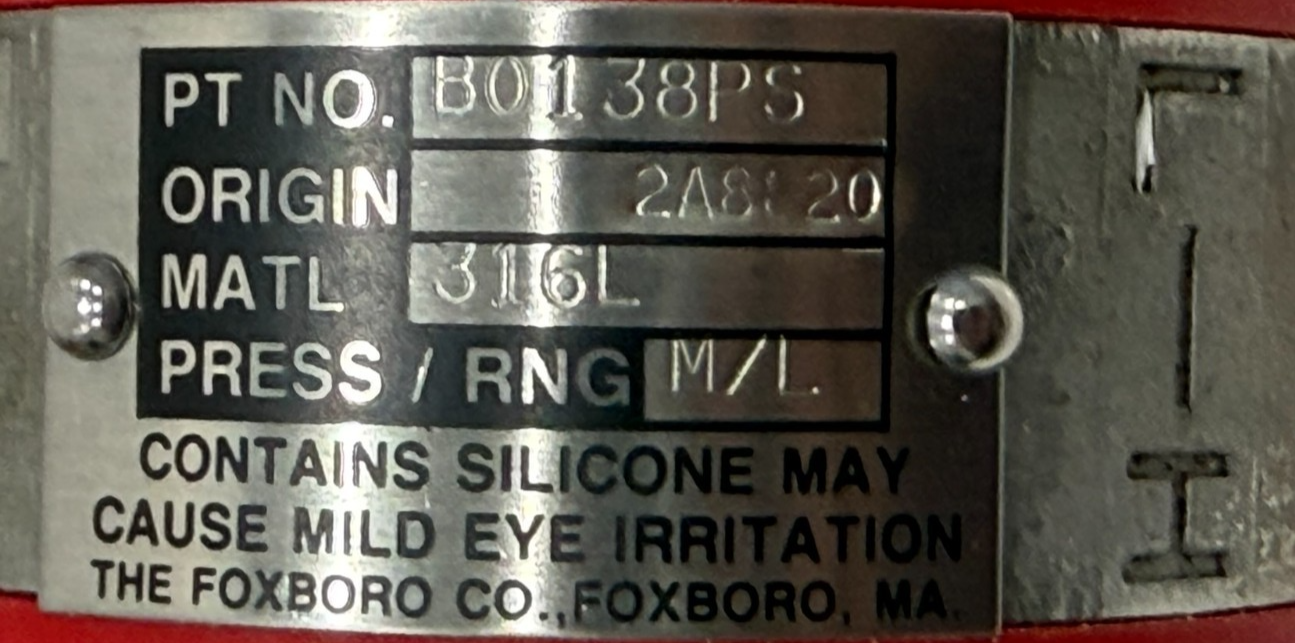 PT NO. B0138PS
ORIGIN
MATL 316L
PRESS / RNG M/L
CONTAINS SILICONE MAY
CAUSE MILD EYE IRRITATION
THE FOXBORO CO., FOXBORO, MA.
L - H